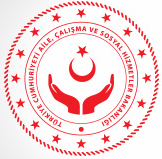 TÜRKİYE CUMHURİYETİ AİLE, ÇALIŞMA VE SOSYAL HİZMETLER BAKANLIĞI